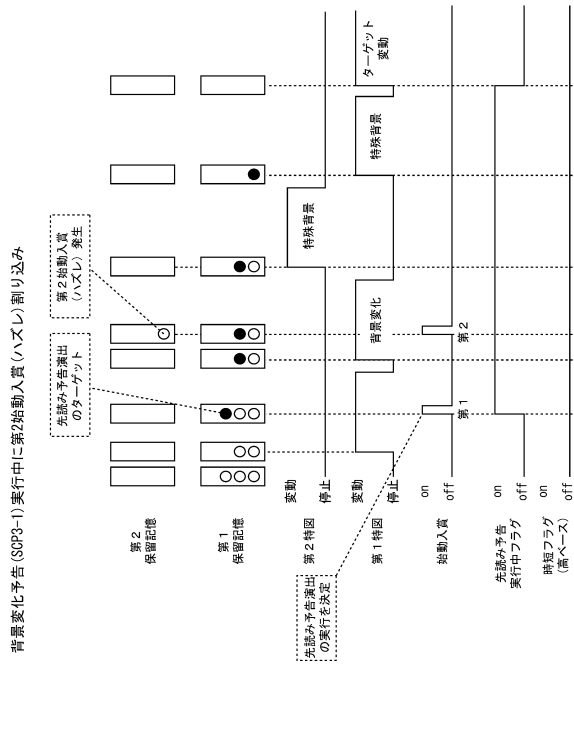 背景変化予告(SCP3-1)実行中に第2始動入賞(ハズレ)割り込み
先読み予告演出
のターゲット
第2始動入賞
(ハズレ)発生
第2
保留記憶
第1
保留記憶
第2特図
変動
停止
特殊背景
第1特図
変動
停止
背景変化
特殊背景
ターゲット
変動
始動入賞
on
off
第1
第2
先読み予告演出
の実行を決定
先読み予告
実行中フラグ
on
off
時短フラグ
(高ベース)
on
off